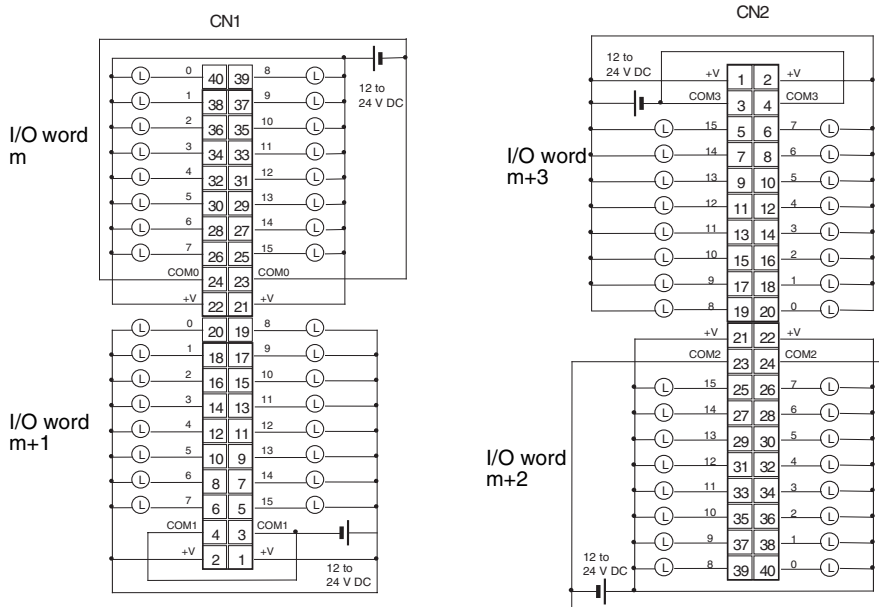 CN1
12 to
24 V DC
I/O word
m
L 0 40 39 8 L
L 1 38 37 9 L
L 2 36 35 10 L
L 3 34 33 11 L
L 4 32 31 12 L
L 5 30 29 13 L
L 6 28 27 14 L
L 7 26 25 15 L
COM0 24 23 COM0
+V 22 21 +V
I/O word
m+1
L 0 20 19 8 L
L 1 18 17 9 L
L 2 16 15 10 L
L 3 14 13 11 L
L 4 12 11 12 L
L 5 10 9 13 L
L 6 8 7 14 L
L 7 6 5 15 L
COM1 4 3 COM1
+V 2 1 +V
12 to
24 V DC
CN2
12 to
24 V DC
+V 1 2 +V
COM3 3 4 COM3
I/O word
m+3
L 15 5 6 7 L
L 14 7 8 6 L
L 13 9 10 5 L
L 12 11 12 4 L
L 11 13 14 3 L
L 10 15 16 2 L
L 9 17 18 1 L
L 8 19 20 0 L
+V 21 22 +V
COM2 23 24 COM2
I/O word
m+2
L 15 25 26 7 L
L 14 27 28 6 L
L 13 29 30 5 L
L 12 31 32 4 L
L 11 33 34 3 L
L 10 35 36 2 L
L 9 37 38 1 L
L 8 39 40 0 L
12 to
24 V DC